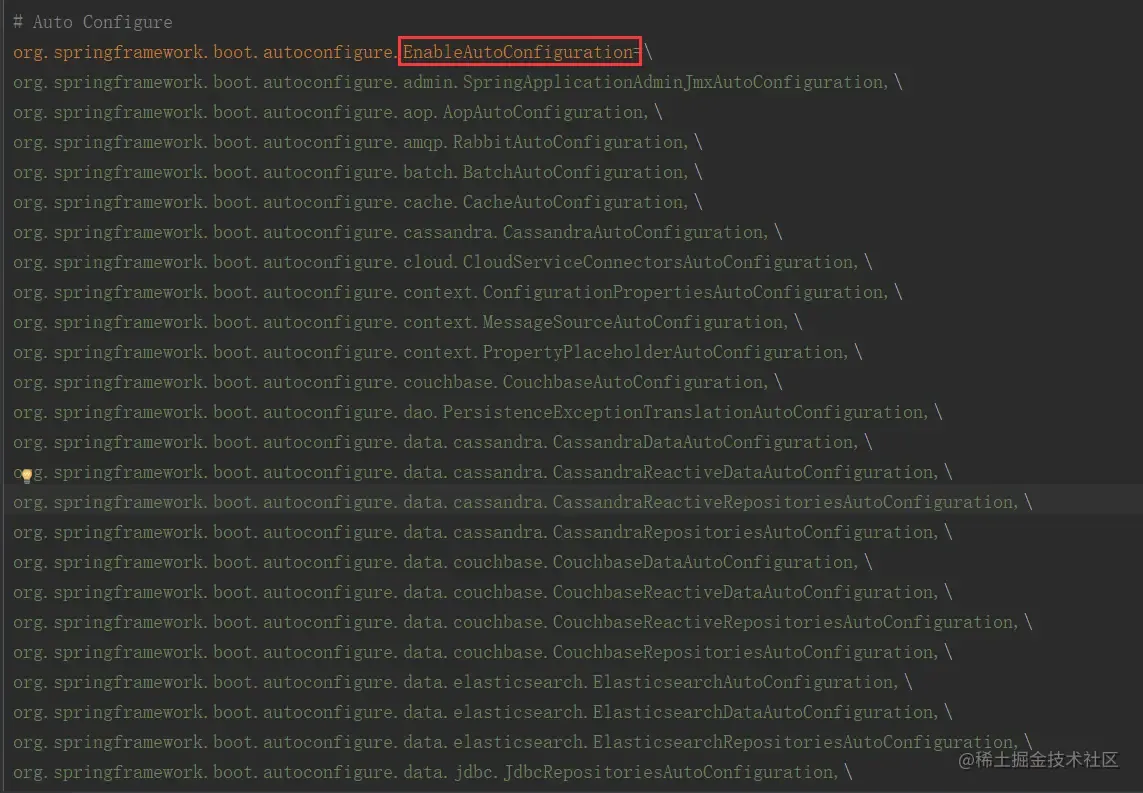 # Auto Configure
org.springframework.boot.autoconfigure.EnableAutoConfiguration=\
org.springframework.boot.autoconfigure.admin.SpringApplicationAdminJmxAutoConfiguration,\
org.springframework.boot.autoconfigure.aop.AopAutoConfiguration,\
org.springframework.boot.autoconfigure.amqp.RabbitAutoConfiguration,\
org.springframework.boot.autoconfigure.batch.BatchAutoConfiguration,\
org.springframework.boot.autoconfigure.cache.CacheAutoConfiguration,\
org.springframework.boot.autoconfigure.cassandra.CassandraAutoConfiguration,\
org.springframework.boot.autoconfigure.cloud.CloudServiceConnectorsAutoConfiguration,\
org.springframework.boot.autoconfigure.context.ConfigurationPropertiesAutoConfiguration,\
org.springframework.boot.autoconfigure.context.MessageSourceAutoConfiguration,\
org.springframework.boot.autoconfigure.context.PropertyPlaceholderAutoConfiguration,\
org.springframework.boot.autoconfigure.couchbase.CouchbaseAutoConfiguration,\
org.springframework.boot.autoconfigure.dao.PersistenceExceptionTranslationAutoConfiguration,\
org.springframework.boot.autoconfigure.data.cassandra.CassandraDataAutoConfiguration,\
org.springframework.boot.autoconfigure.data.cassandra.CassandraReactiveDataAutoConfiguration,\
org.springframework.boot.autoconfigure.data.cassandra.CassandraReactiveRepositoriesAutoConfiguration,\
org.springframework.boot.autoconfigure.data.cassandra.CassandraRepositoriesAutoConfiguration,\
org.springframework.boot.autoconfigure.data.couchbase.CouchbaseDataAutoConfiguration,\
org.springframework.boot.autoconfigure.data.couchbase.CouchbaseReactiveDataAutoConfiguration,\
org.springframework.boot.autoconfigure.data.couchbase.CouchbaseReactiveRepositoriesAutoConfiguration,\
org.springframework.boot.autoconfigure.data.couchbase.CouchbaseRepositoriesAutoConfiguration,\
org.springframework.boot.autoconfigure.data.elasticsearch.ElasticsearchAutoConfiguration,\
org.springframework.boot.autoconfigure.data.elasticsearch.ElasticsearchDataAutoConfiguration,\
org.springframework.boot.autoconfigure.data.elasticsearch.ElasticsearchRepositoriesAutoConfiguration,\
@稀土掘金技术社区
org.springframework.boot.autoconfigure.data.jdbc.JdbcRepositoriesAutoConfiguration,\